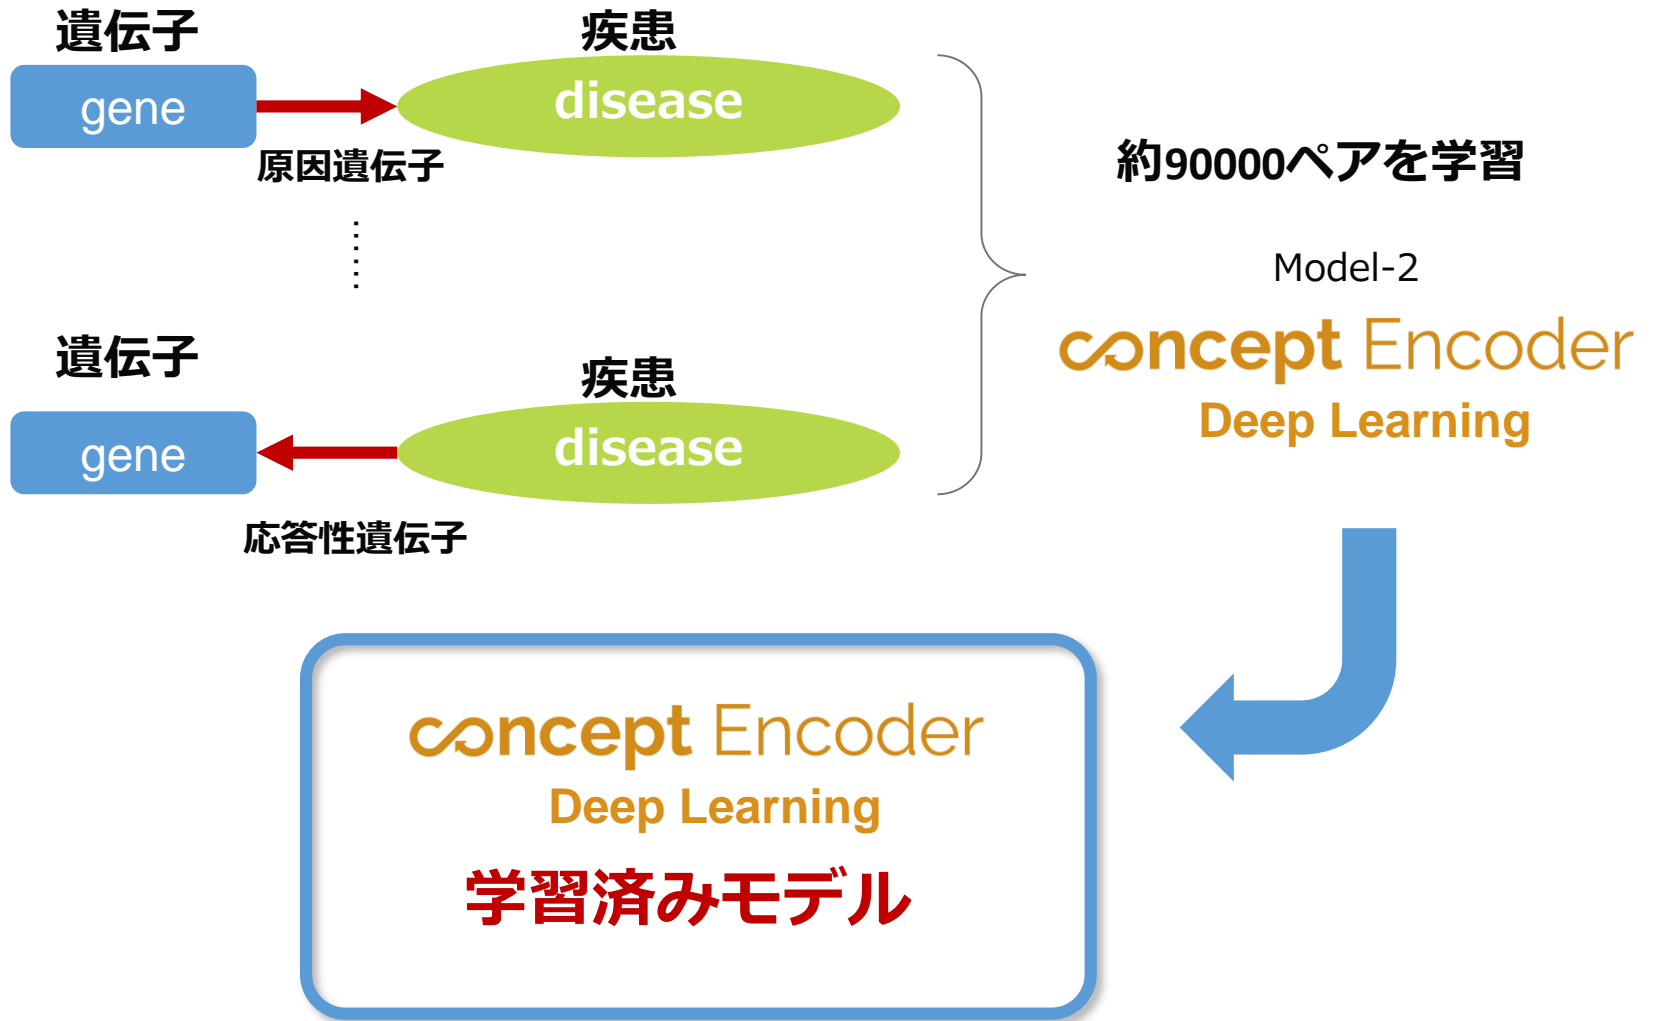 遺伝子
疾患
gene
disease
原因遺伝子
約90000ペアを学習
Model-2
concept Encoder
Deep Learning
遺伝子
疾患
gene
disease
応答性遺伝子
concept Encoder
Deep Learning
学習済みモデル